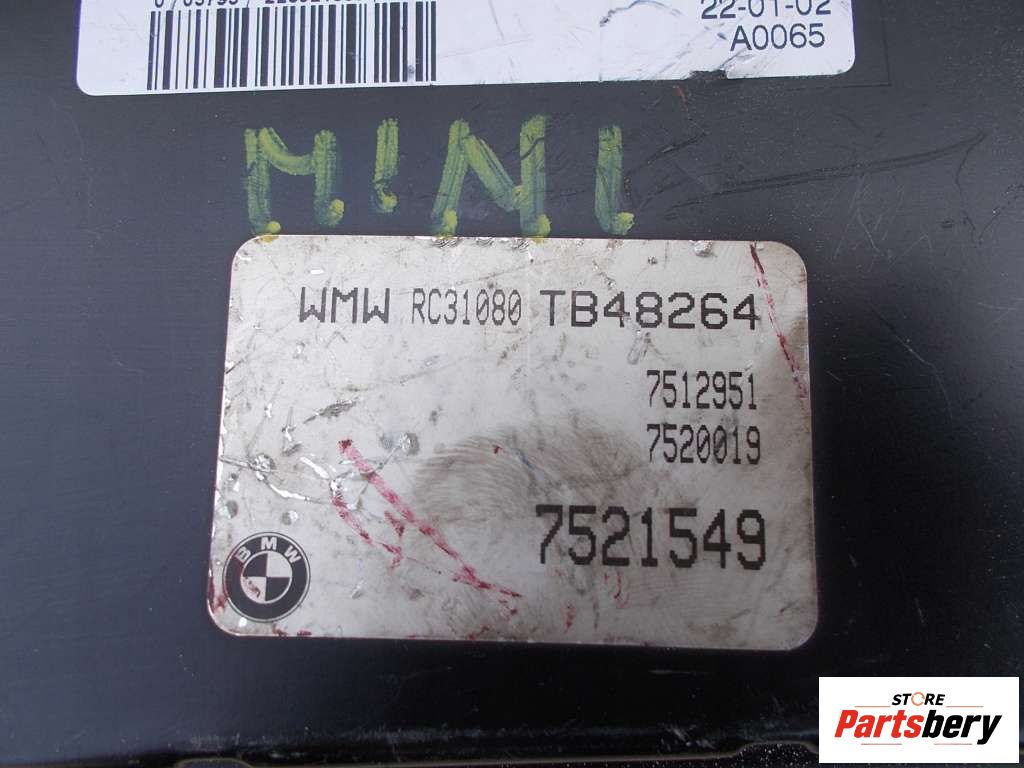 22-01-02
A0065
MINI
WMW RC31080 TB48264
7512951
7520019
7521549
BMW
STORE
Partsbery